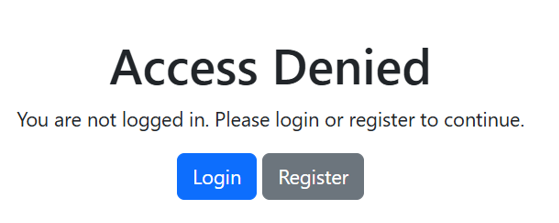 Access Denied
You are not logged in. Please login or register to continue.
Login Register